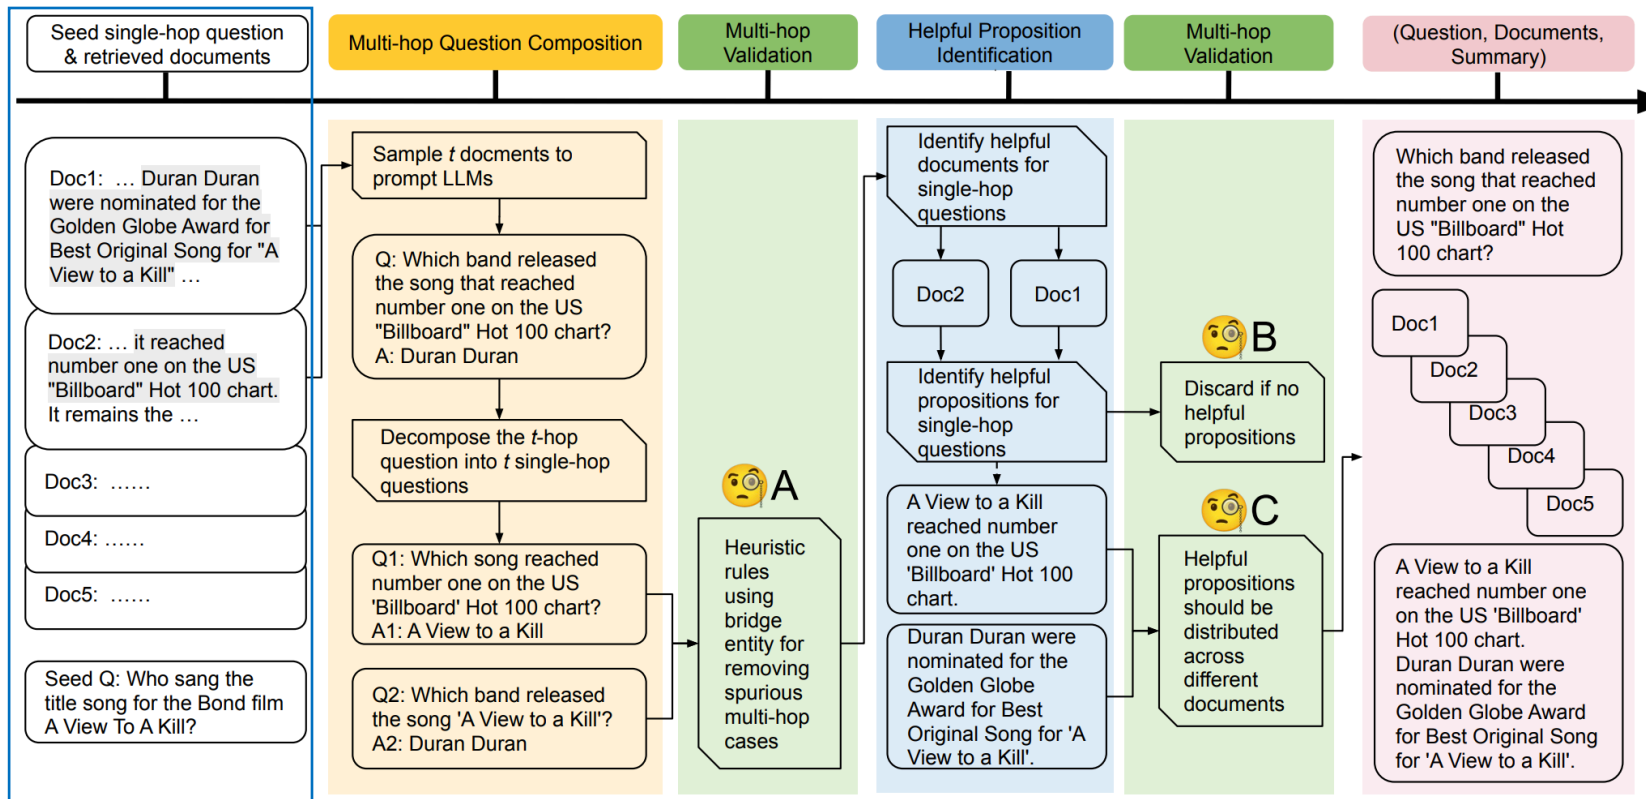 Seed single-hop question
& retrieved documents
Multi-hop Question Composition
Multi-hop
Validation
Helpful Proposition
Identification
Multi-hop
Validation
(Question, Documents,
Summary)
Doc1: … Duran Duran
were nominated for the
Golden Globe Award for
Best Original Song for "A
View to a Kill" …
Doc2: … it reached
number one on the US
"Billboard" Hot 100 chart.
It remains the …
Doc3: ……
Doc4: ……
Doc5: ……
Seed Q: Who sang the
title song for the Bond film
A View To A Kill?
Sample t docments to
prompt LLMs
Q: Which band released
the song that reached
number one on the US
"Billboard" Hot 100 chart?
A: Duran Duran
Decompose the t-hop
question into t single-hop
questions
Q1: Which song reached
number one on the US
'Billboard' Hot 100 chart?
A1: A View to a Kill
Q2: Which band released
the song 'A View to a Kill'?
A2: Duran Duran
A
Heuristic
rules
using
bridge
entity for
removing
spurious
multi-hop
cases
Identify helpful
documents for
single-hop
questions
Doc2
Doc1
Identify helpful
propositions for
single-hop
questions
A View to a Kill
reached number
one on the US
'Billboard' Hot 100
chart.
Duran Duran were
nominated for the
Golden Globe
Award for Best
Original Song for 'A
View to a Kill'.
B
Discard if no
helpful
propositions
C
Helpful
propositions
should be
distributed
across
different
documents
Which band released
the song that reached
number one on the
US "Billboard" Hot
100 chart?
Doc1
Doc2
Doc3
Doc4
Doc5
A View to a Kill
reached number one
on the US 'Billboard'
Hot 100 chart.
Duran Duran were
nominated for the
Golden Globe Award
for Best Original Song
for 'A View to a Kill'.